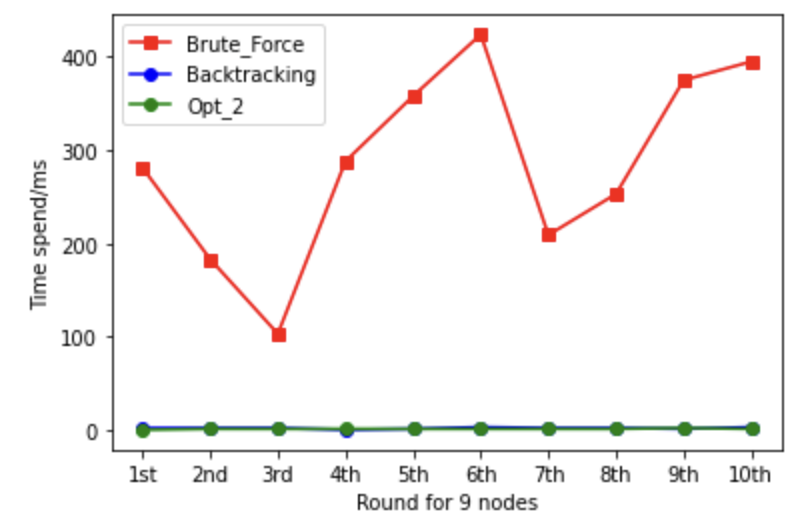 Brute_Force
Backtracking
Opt_2
Time spend/ms
400
300
200
100
0
1st 2nd 3rd 4th 5th 6th 7th 8th 9th 10th
Round for 9 nodes